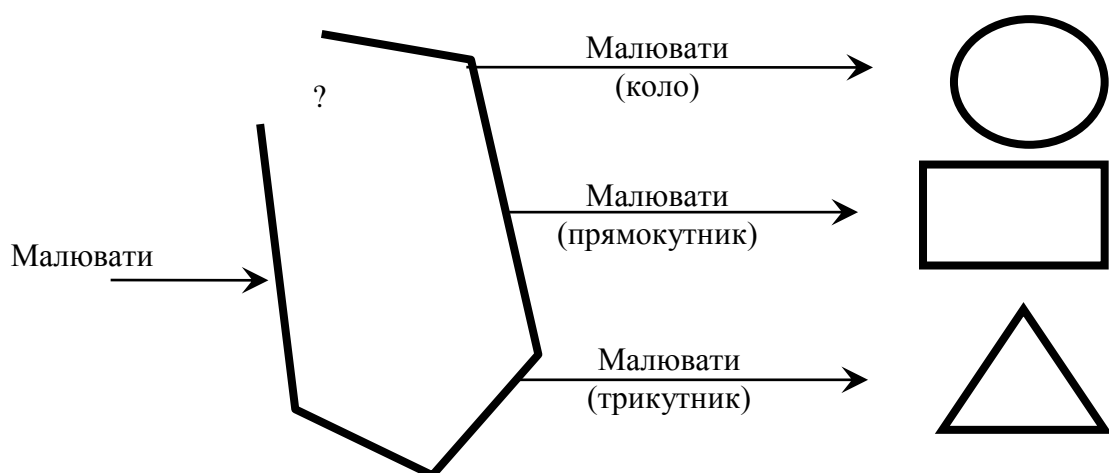 Малювати
(коло)
?
Малювати
(прямокутник)
Малювати
Малювати
(трикутник)